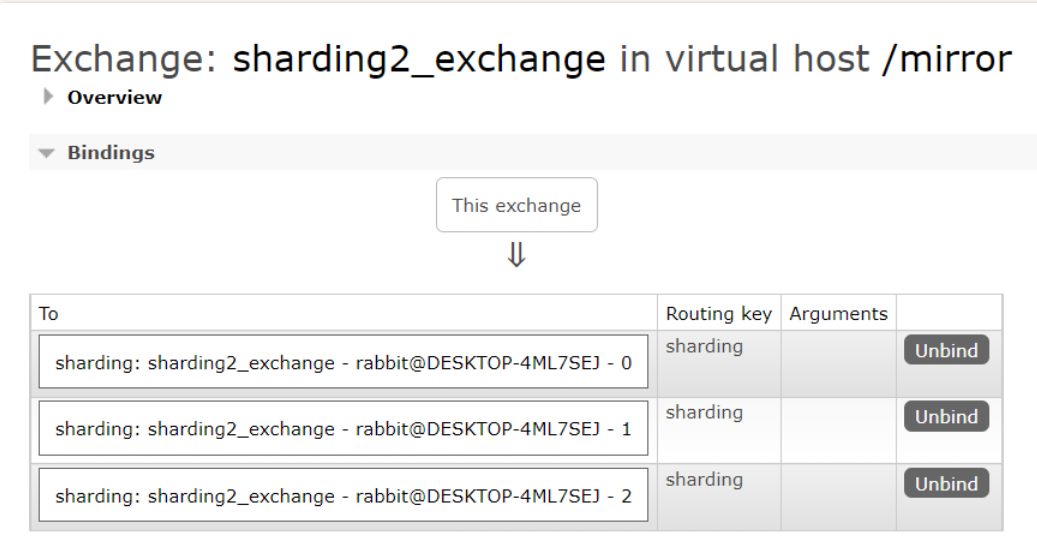 Exchange: sharding2_exchange in virtual host /mirror
Overview
Bindings
This exchange
⇓
To Routing key Arguments
sharding: sharding2_exchange - rabbit@DESKTOP-4ML7SEJ - 0 sharding Unbind
sharding: sharding2_exchange - rabbit@DESKTOP-4ML7SEJ - 1 sharding Unbind
sharding: sharding2_exchange - rabbit@DESKTOP-4ML7SEJ - 2 sharding Unbind